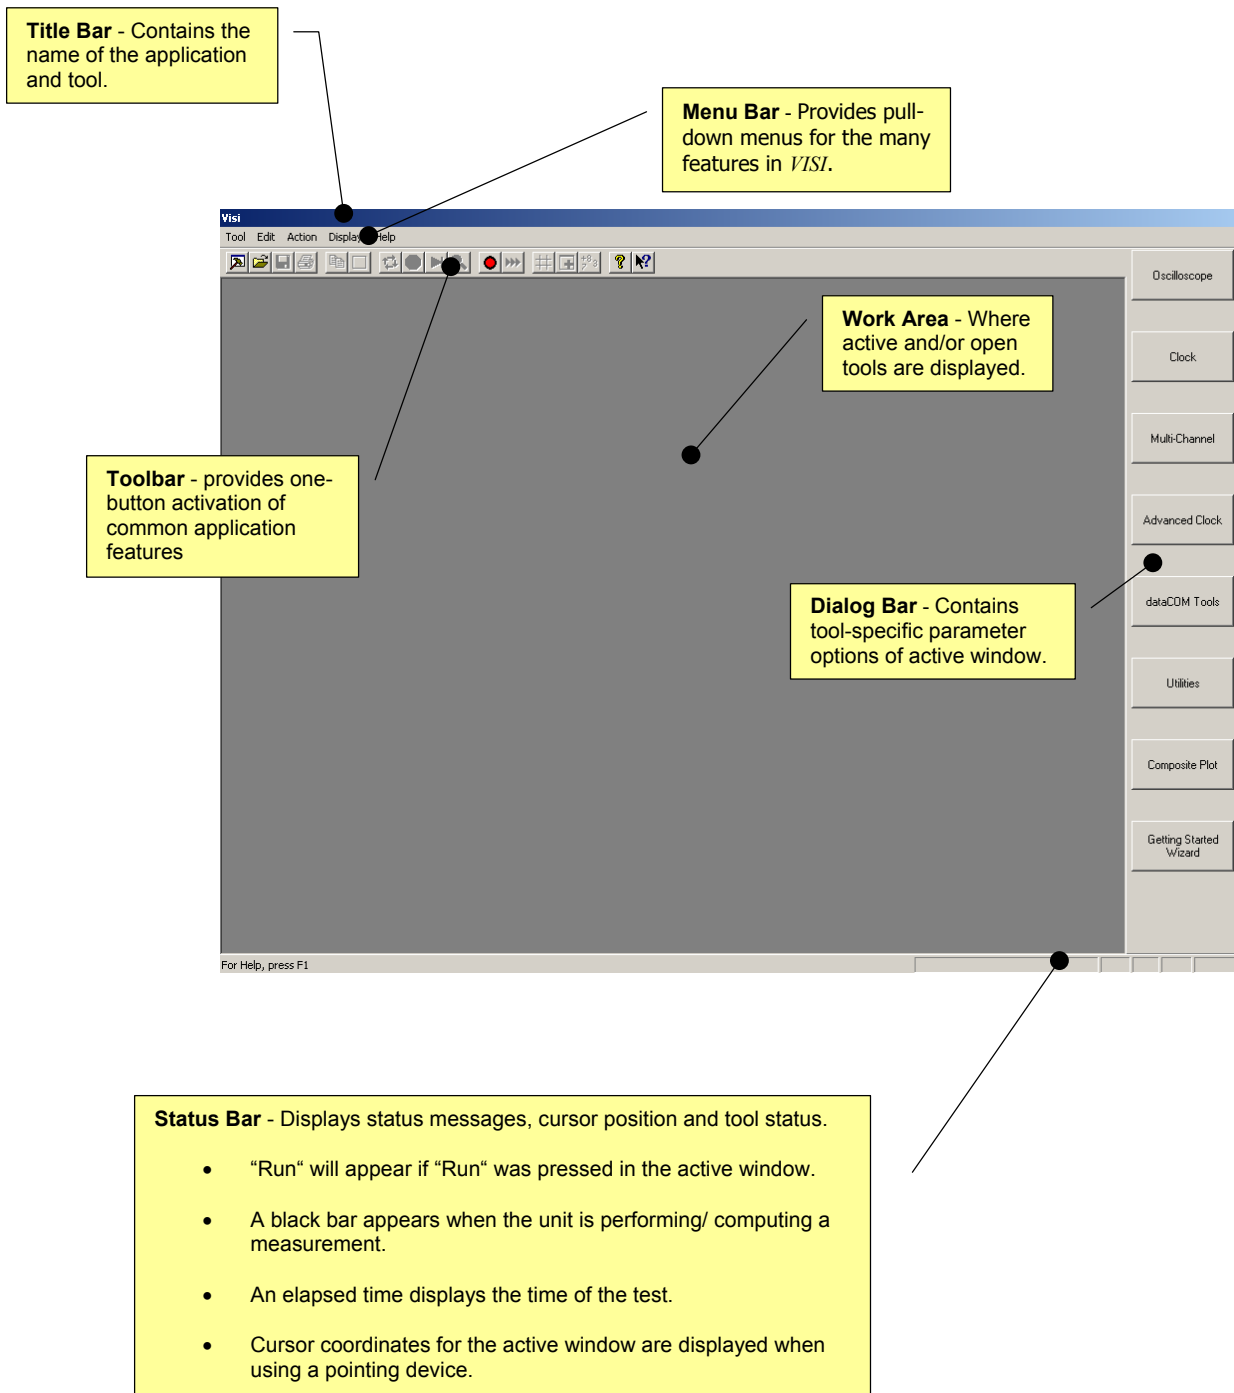 Title Bar - Contains the
name of the application
and tool.
Menu Bar - Provides pull-
down menus for the many
features in VISI.
Visi
Tool Edit Action Display Help
Oscilloscope
Work Area - Where
active and/or open
tools are displayed.
Clock
Multi-Channel
Toolbar - provides one-
button activation of
common application
features
Advanced Clock
Dialog Bar - Contains
tool-specific parameter
options of active window.
dataCOM Tools
Utilities
Composite Plot
Getting Started
Wizard
For Help, press F1
Status Bar - Displays status messages, cursor position and tool status.
• “Run“ will appear if “Run“ was pressed in the active window.
• A black bar appears when the unit is performing/ computing a
measurement.
• An elapsed time displays the time of the test.
• Cursor coordinates for the active window are displayed when
using a pointing device.